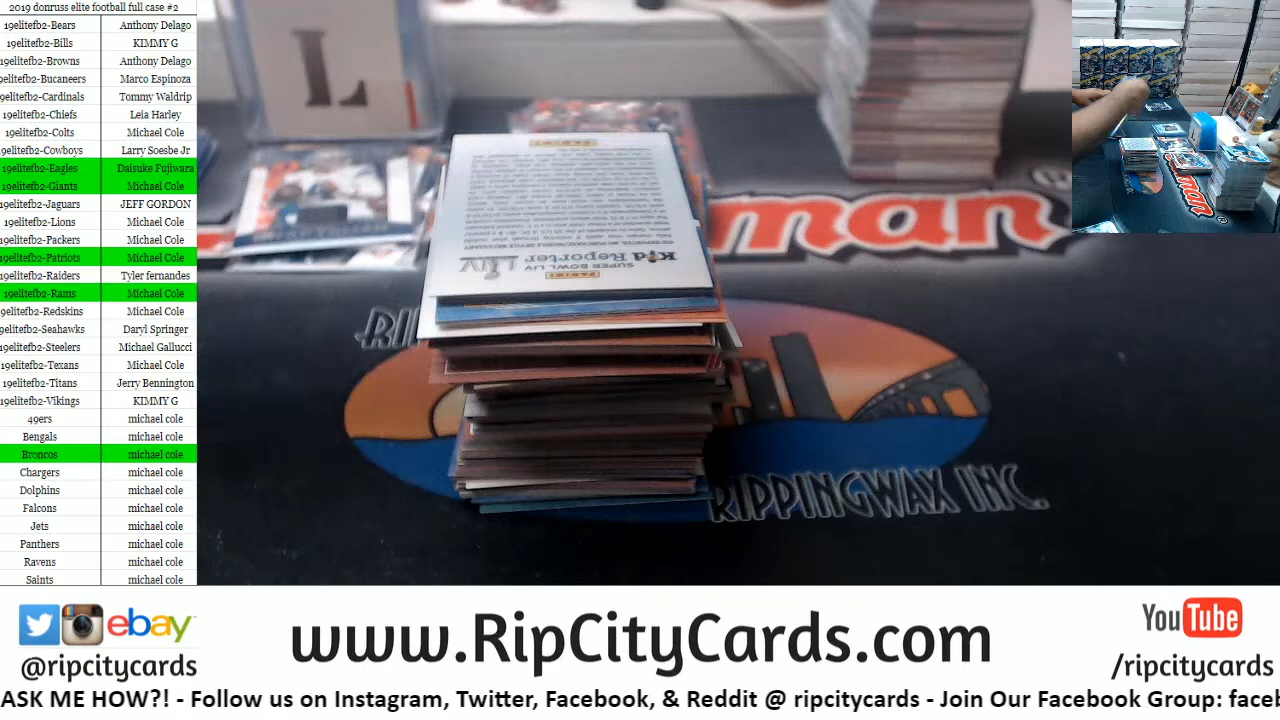 2019 donruss elite football full case #2
19elitefb2-Bears Anthony Delago
19elitefb2-Bills KIMMY G
19elitefb2-Browns Anthony Delago
9elitefb2-Bucaneers Marco Espinoza
9elitefb2-Cardinals Tommy Waldrip
19elitefb2-Chiefs Leia Harley
19elitefb2-Colts Michael Cole
9elitefb2-Cowboys Larry Soesbe Jr
19elitefb2-Eagles Daisuke Fujiwara
19elitefb2-Giants Michael Cole
19elitefb2-Jaguars JEFF GORDON
19elitefb2-Lions Michael Cole
19elitefb2-Packers Michael Cole
19elitefb2-Patriots Michael Cole
19elitefb2-Raiders Tyler fernandes
19elitefb2-Rams Michael Cole
19elitefb2-Redskins Michael Cole
9elitefb2-Seahawks Daryl Springer
19elitefb2-Steelers Michael Gallucci
19elitefb2-Texans Michael Cole
19elitefb2-Titans Jerry Bennington
19elitefb2-Vikings KIMMY G
49ers michael cole
Bengals michael cole
Broncos michael cole
Chargers michael cole
Dolphins michael cole
Falcons michael cole
Jets michael cole
Panthers michael cole
Ravens michael cole
Saints michael cole
L
PANINI
SUPER BOWL LIV
Kid Reporter LIV
mon
RI
RIPPINGWAX INC.
ebay
@ripcitycards
www.RipCityCards.com
YouTube
/ripcitycards
ASK ME HOW?! - Follow us on Instagram, Twitter, Facebook, & Reddit @ ripcitycards - Join Our Facebook Group: faceb